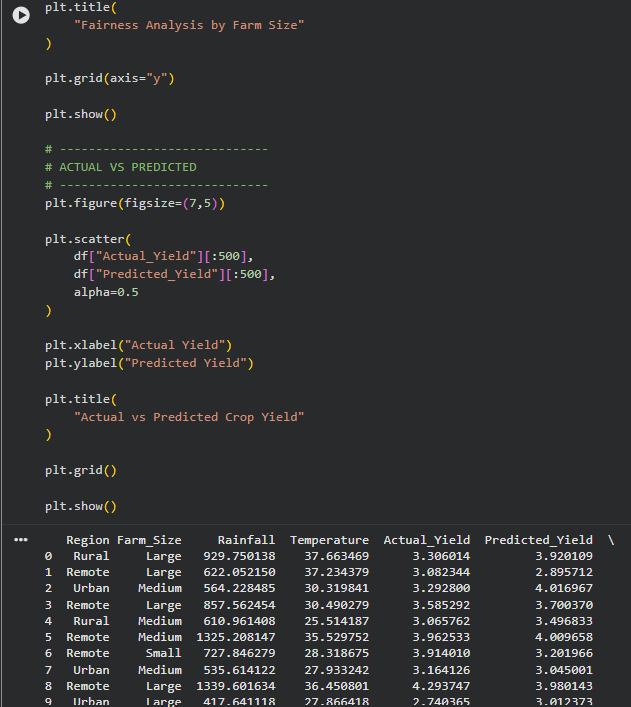 plt.title(
    "Fairness Analysis by Farm Size"
)
plt.grid(axis="y")
plt.show()
# -----------------------------
# ACTUAL VS PREDICTED
# -----------------------------
plt.figure(figsize=(7,5))
plt.scatter(
    df["Actual_Yield"][:500],
    df["Predicted_Yield"][:500],
    alpha=0.5
)
plt.xlabel("Actual Yield")
plt.ylabel("Predicted Yield")
plt.title(
    "Actual vs Predicted Crop Yield"
)
plt.grid()
plt.show()
Region Farm_Size Rainfall Temperature Actual_Yield Predicted_Yield \
0 Rural Large 929.750138 37.663469 3.306014 3.920109
1 Remote Large 622.052150 37.234379 3.082344 2.895712
2 Urban Medium 564.228485 30.319841 3.292800 4.016967
3 Remote Large 857.562454 30.490279 3.585292 3.700370
4 Rural Medium 610.961408 25.514187 3.065762 3.496833
5 Remote Medium 1325.208147 35.529752 3.962533 4.009658
6 Remote Small 727.846279 28.318675 3.914010 3.201966
7 Urban Medium 535.614122 27.933242 3.164126 3.045001
8 Remote Large 1339.601634 36.450801 4.293747 3.980143
9 Urban Large 417.641118 27.866418 2.740365 3.012373